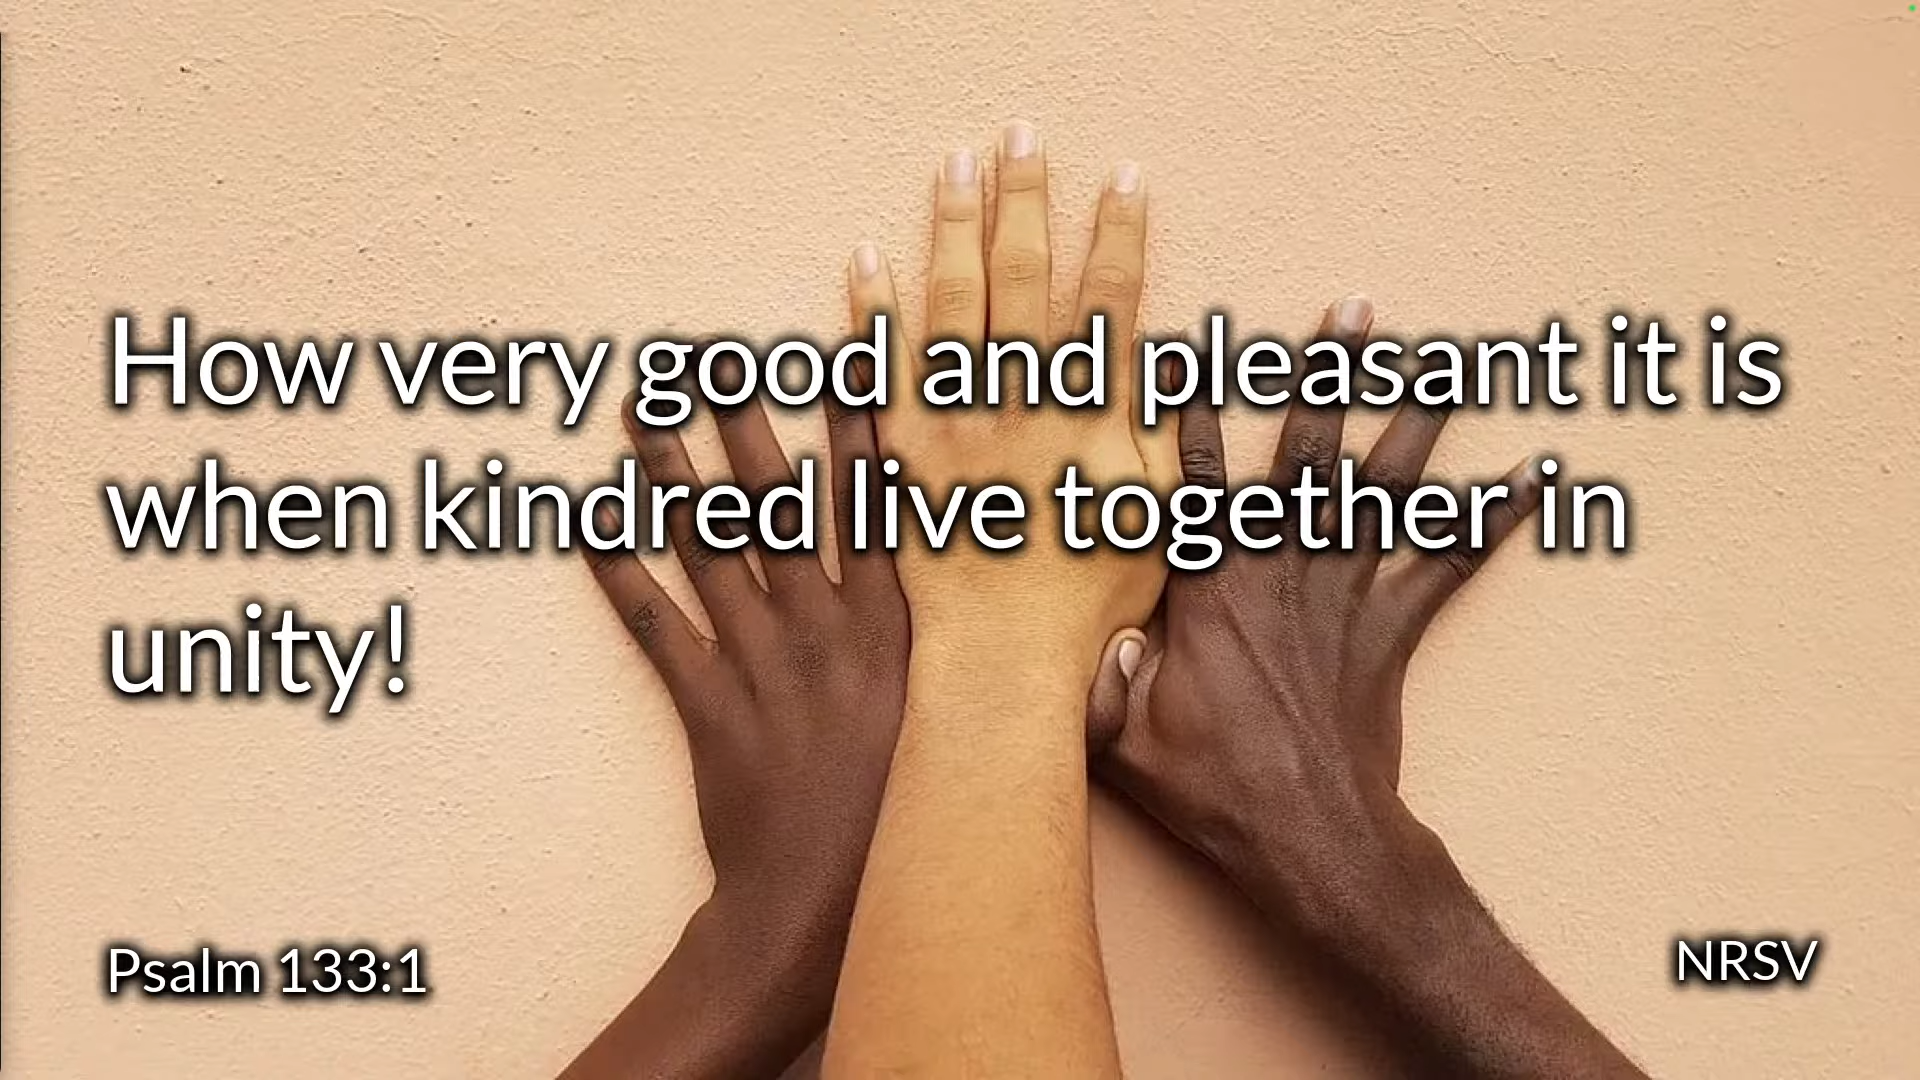 How very good and pleasant it is
when kindred live together in
unity!
Psalm 133:1
NRSV